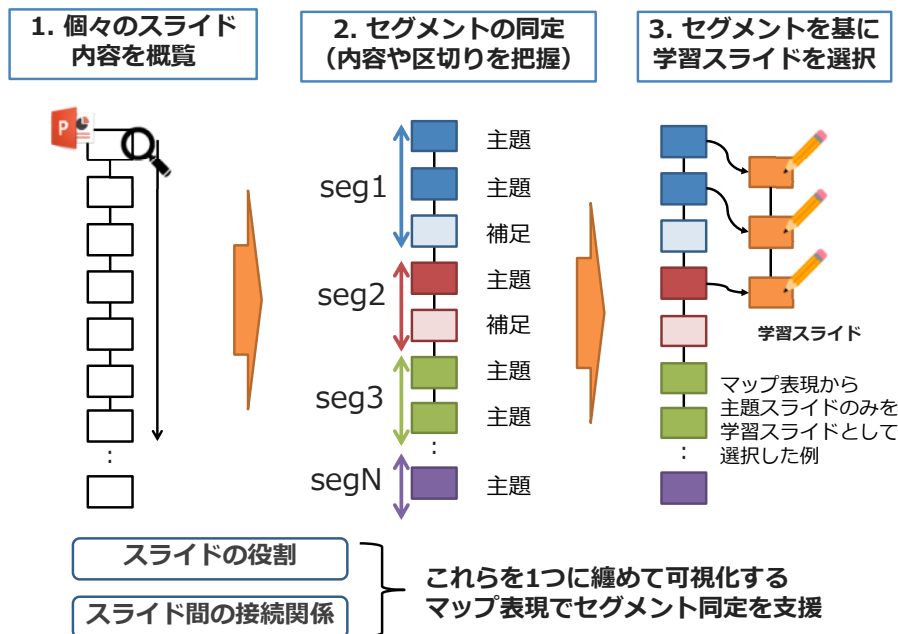 1. 個々のスライド
内容を概覧
2. セグメントの同定
（内容や区切りを把握）
3. セグメントを基に
学習スライドを選択
P
seg1
主題
主題
補足
seg2
主題
補足
seg3
主題
主題
:
segN
主題
:
学習スライド
マップ表現から
主題スライドのみを
学習スライドとして
選択した例
:
スライドの役割
スライド間の接続関係
これらを1つに纏めて可視化する
マップ表現でセグメント同定を支援